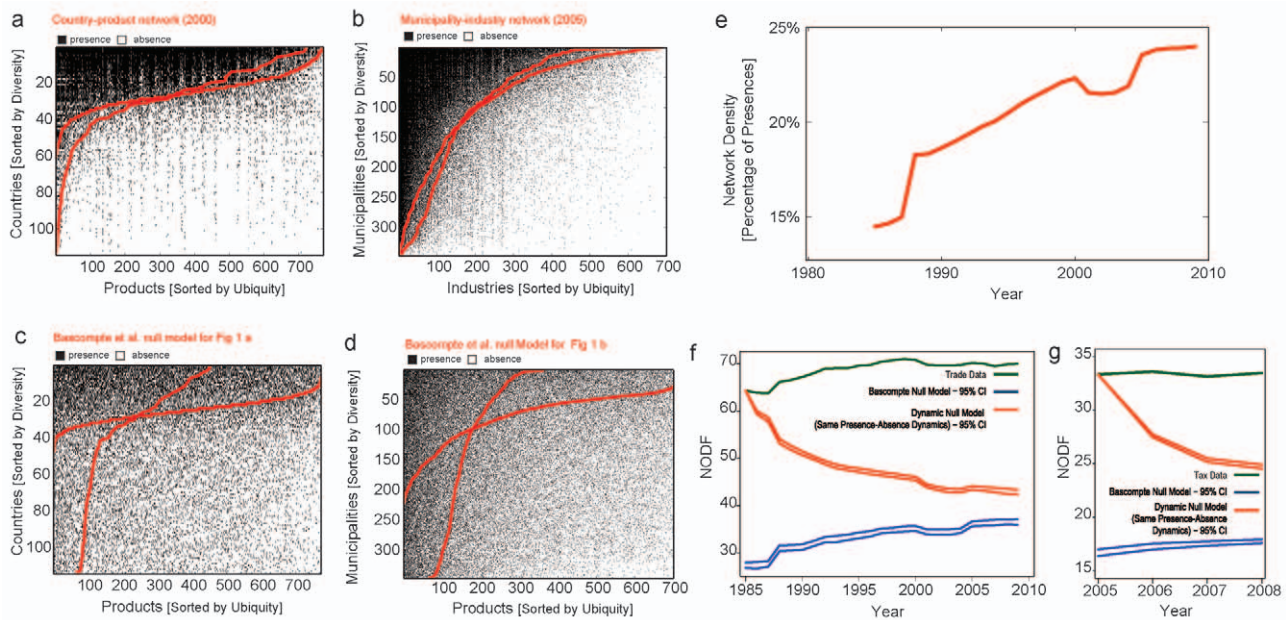 a
Country-product network (2000)
presence absence
Countries [Sorted by Diversity]
20
40
60
80
100
100 200 300 400 500 600 700
Products [Sorted by Ubiquity]
b
Municipality-industry network (2005)
presence absence
Municipalities [Sorted by Diversity]
50
100
150
200
250
300
100 200 300 400 500 600 700
Industries [Sorted by Ubiquity]
e
Network Density
[Percentage of Presences]
25%
20%
15%
1980 1990 2000 2010
Year
c
Bascompte et al. null model for Fig 1 a
presence absence
Countries [Sorted by Diversity]
20
40
60
80
100
100 200 300 400 500 600 700
Products [Sorted by Ubiquity]
d
Bascompte et al. null Model for Fig 1 b
presence absence
Municipalities [Sorted by Diversity]
50
100
150
200
250
300
100 200 300 400 500 600 700
Products [Sorted by Ubiquity]
f
NODF
70
60
50
40
30
Trade Data
Bascompte Null Model – 95% CI
Dynamic Null Model
(Same Presence-Absence Dynamics) – 95% CI
1985 1990 1995 2000 2005 2010
Year
g
NODF
35
30
25
20
15
Tax Data
Bascompte Null Model – 95% CI
Dynamic Null Model
(Same Presence-Absence
Dynamics) – 95% CI
2005 2006 2007 2008
Year